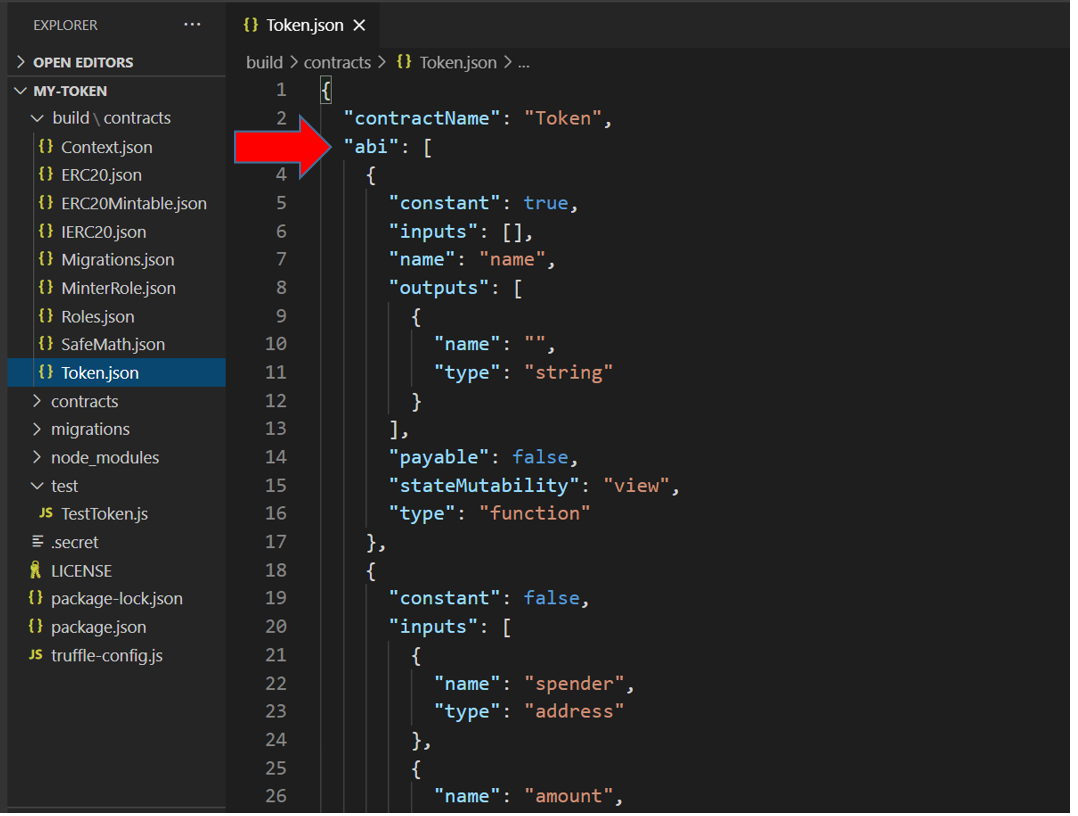 EXPLORER ...
OPEN EDITORS
MY-TOKEN
build \ contracts
{} Context.json
{} ERC20.json
{} ERC20Mintable.json
{} IERC20.json
{} Migrations.json
{} MinterRole.json
{} Roles.json
{} SafeMath.json
{} Token.json
contracts
migrations
node_modules
test
JS TestToken.js
.secret
LICENSE
{} package-lock.json
{} package.json
JS truffle-config.js
{} Token.json ×
build > contracts > {} Token.json > ...
1 {
2 "contractName": "Token",
"abi": [
4 {
5 "constant": true,
6 "inputs": [],
7 "name": "name",
8 "outputs": [
9 {
10 "name": "",
11 "type": "string"
12 }
13 ],
14 "payable": false,
15 "stateMutability": "view",
16 "type": "function"
17 },
18 {
19 "constant": false,
20 "inputs": [
21 {
22 "name": "spender",
23 "type": "address"
24 },
25 {
26 "name": "amount",